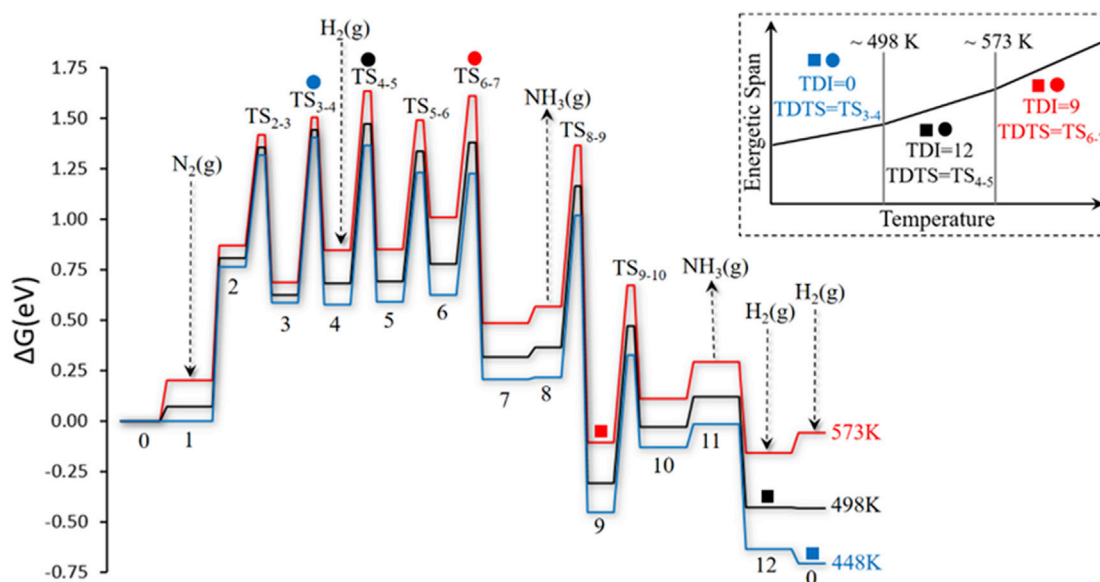 ΔG(eV)
1.75
1.50
1.25
1.00
0.75
0.50
0.25
0.00
-0.25
-0.50
-0.75
N₂(g)
H₂(g)
NH₃(g)
NH₃(g)
H₂(g)
H₂(g)
TS₂₋₃
TS₃₋₄
TS₄₋₅
TS₅₋₆
TS₆₋₇
TS₈₋₉
TS₉₋₁₀
0
1
2
3
4
5
6
7
8
9
10
11
12
0
573K
498K
448K
Energetic Span
Temperature
~ 498 K
~ 573 K
TDI=0
TDTS=TS₃₋₄
TDI=12
TDTS=TS₄₋₅
TDI=9